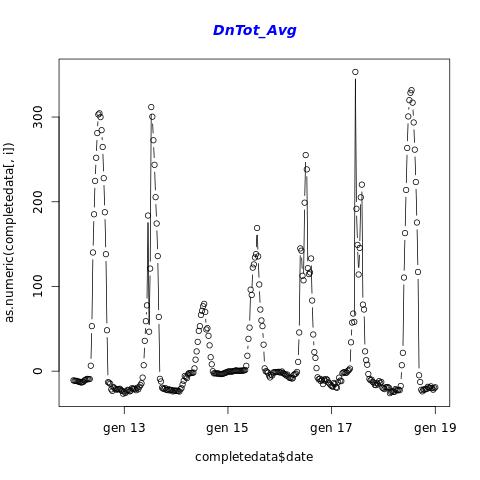 DnTot_Avg
as.numeric(completedata[, i])
300
200
100
0
gen 13
gen 15
gen 17
gen 19
completedata$date